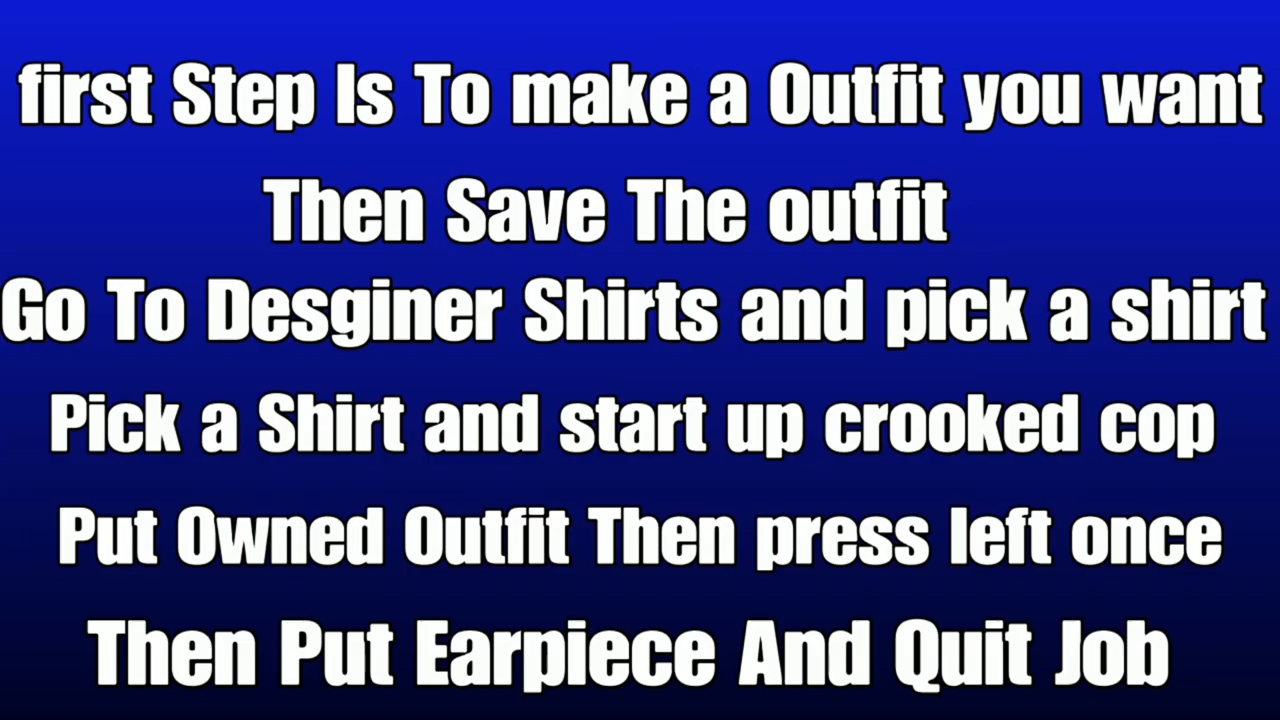 first Step Is To make a Outfit you want
Then Save The outfit
Go To Desginer Shirts and pick a shirt
Pick a Shirt and start up crooked cop
Put Owned Outfit Then press left once
Then Put Earpiece And Quit Job